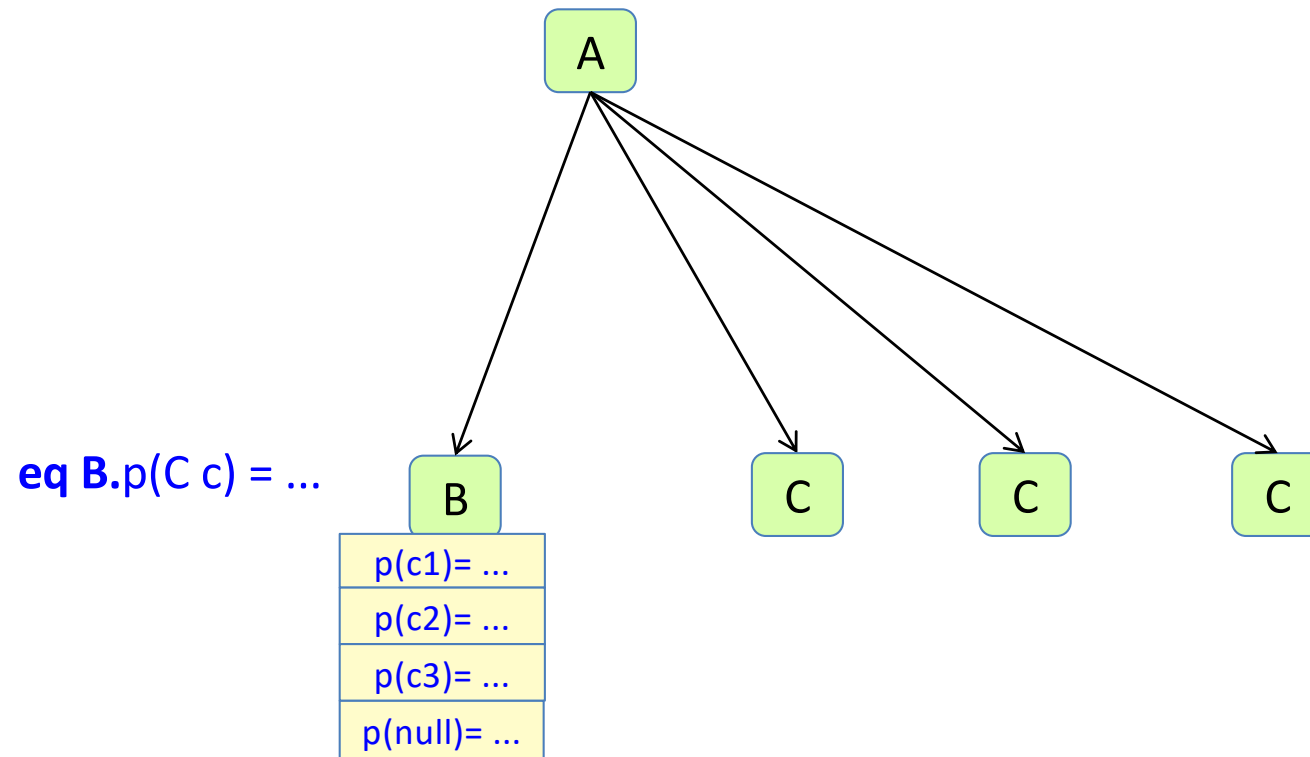 A
eq B.p(C c) = ...
B
C
C
C
p(c1)= ...
p(c2)= ...
p(c3)= ...
p(null)= ...